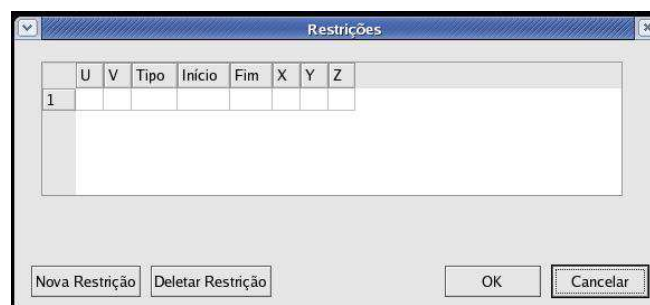 Restrições
U V Tipo Início Fim X Y Z
1
Nova Restrição Deletar Restrição OK Cancelar